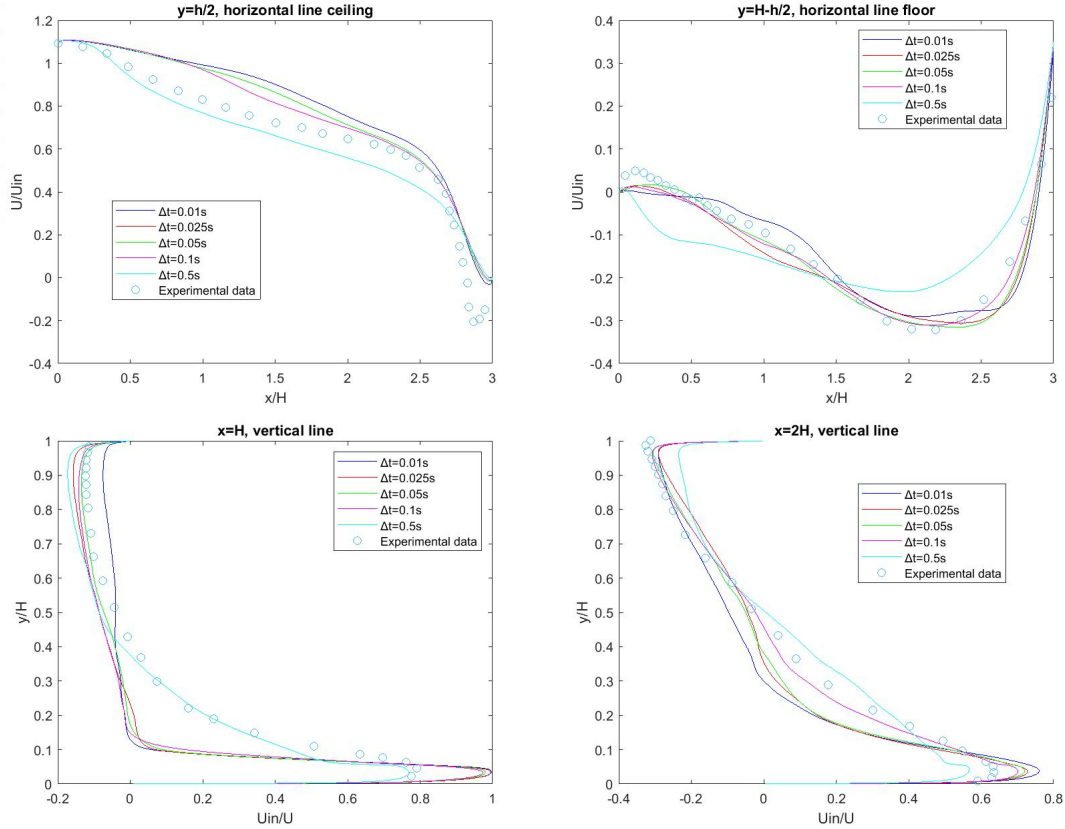 y=h/2, horizontal line ceiling
1.2
1
0.8
0.6
0.4
0.2
0
-0.2
-0.4
U/Uin
Δt=0.01s
Δt=0.025s
Δt=0.05s
Δt=0.1s
Δt=0.5s
Experimental data
0 0.5 1 1.5 2 2.5 3
x/H
y=H-h/2, horizontal line floor
0.4
0.3
0.2
0.1
0
-0.1
-0.2
-0.3
-0.4
U/Uin
Δt=0.01s
Δt=0.025s
Δt=0.05s
Δt=0.1s
Δt=0.5s
Experimental data
0 0.5 1 1.5 2 2.5 3
x/H
x=H, vertical line
1
0.9
0.8
0.7
0.6
0.5
0.4
0.3
0.2
0.1
0
y/H
Δt=0.01s
Δt=0.025s
Δt=0.05s
Δt=0.1s
Δt=0.5s
Experimental data
-0.2 0 0.2 0.4 0.6 0.8 1
Uin/U
x=2H, vertical line
1
0.9
0.8
0.7
0.6
0.5
0.4
0.3
0.2
0.1
0
y/H
Δt=0.01s
Δt=0.025s
Δt=0.05s
Δt=0.1s
Δt=0.5s
Experimental data
-0.4 -0.2 0 0.2 0.4 0.6 0.8
Uin/U